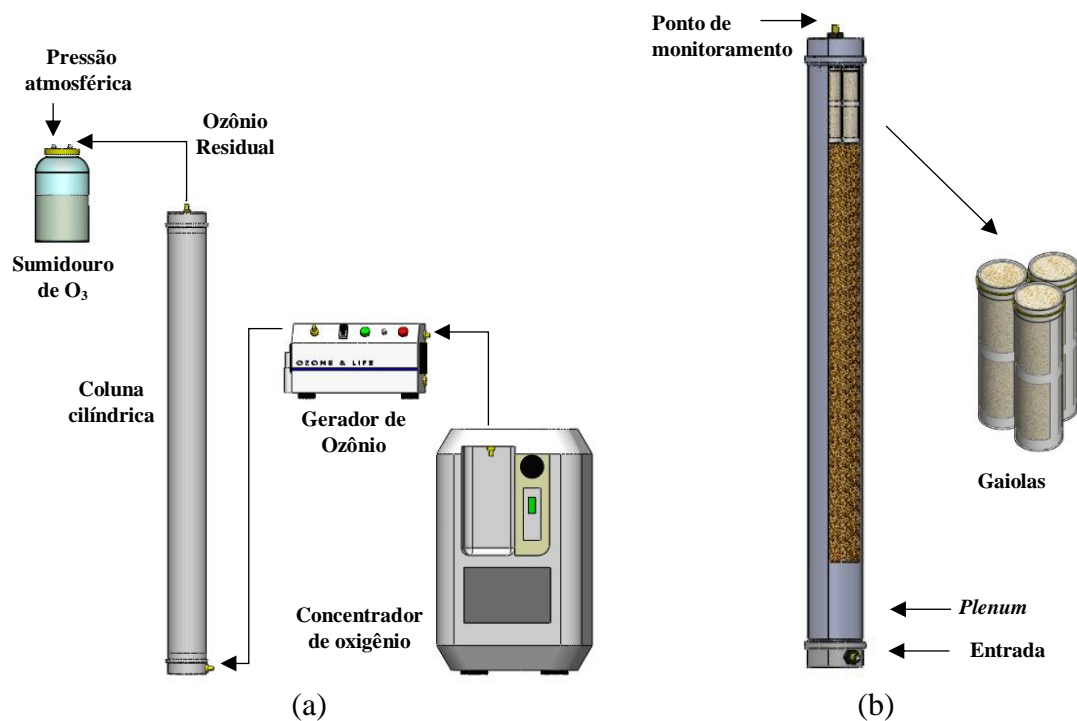 Pressão
atmosférica
Ozônio
Residual
Sumidouro
de O₃
Coluna
cilíndrica
OZONE & LIFE
Gerador de
Ozônio
Concentrador
de oxigênio
(a)
Ponto de
monitoramento
Gaiolas
Plenum
Entrada
(b)